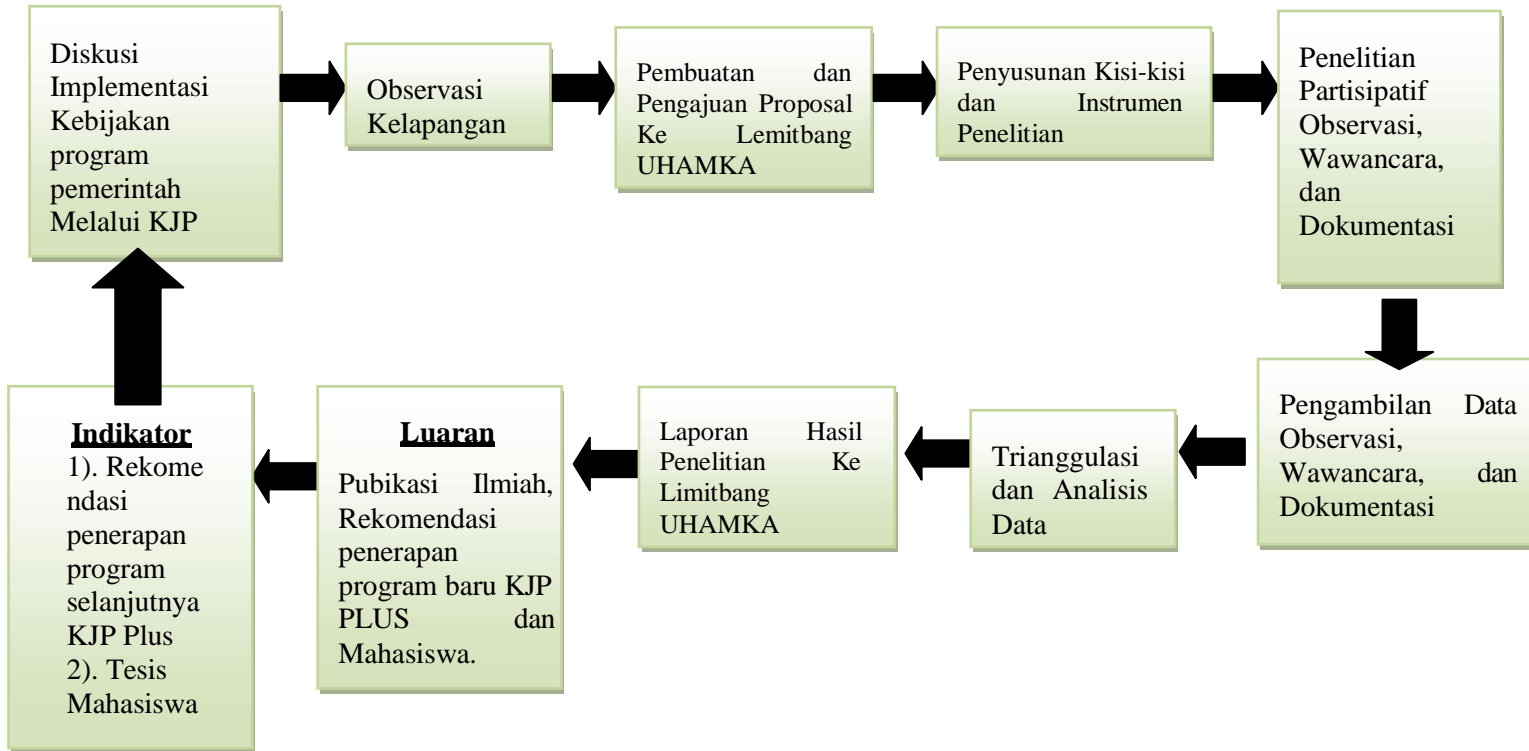 Diskusi
Implementasi
Kebijakan
program
pemerintah
Melalui KJP
Observasi
Kelapangan
Pembuatan dan
Pengajuan Proposal
Ke Lemitbang
UHAMKA
Penyusunan Kisi-kisi
dan Instrumen
Penelitian
Penelitian
Partisipatif
Observasi,
Wawancara,
dan
Dokumentasi
Pengambilan Data
Observasi,
Wawancara, dan
Dokumentasi
Trianggulasi
dan Analisis
Data
Laporan Hasil
Penelitian Ke
Limitbang
UHAMKA
Luaran
Pubikasi Ilmiah,
Rekomendasi
penerapan
program baru KJP
PLUS dan
Mahasiswa.
Indikator
1). Rekome
ndasi
penerapan
program
selanjutnya
KJP Plus
2). Tesis
Mahasiswa